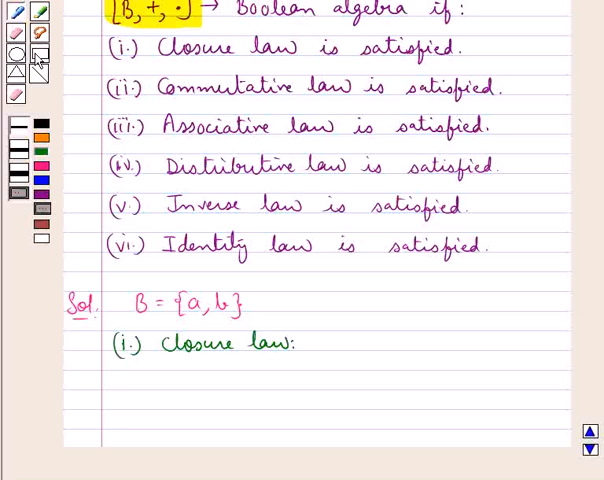 [B, +, •] → Boolean algebra if:
(i.) Closure law is satisfied.
(ii.) Commutative law is satisfied.
(iii.) Associative law is satisfied.
(iv.) Distributive law is satisfied.
(v.) Inverse law is satisfied.
(vi.) Identity law is satisfied.
Sol. B = {a, b}
(i.) Closure law: